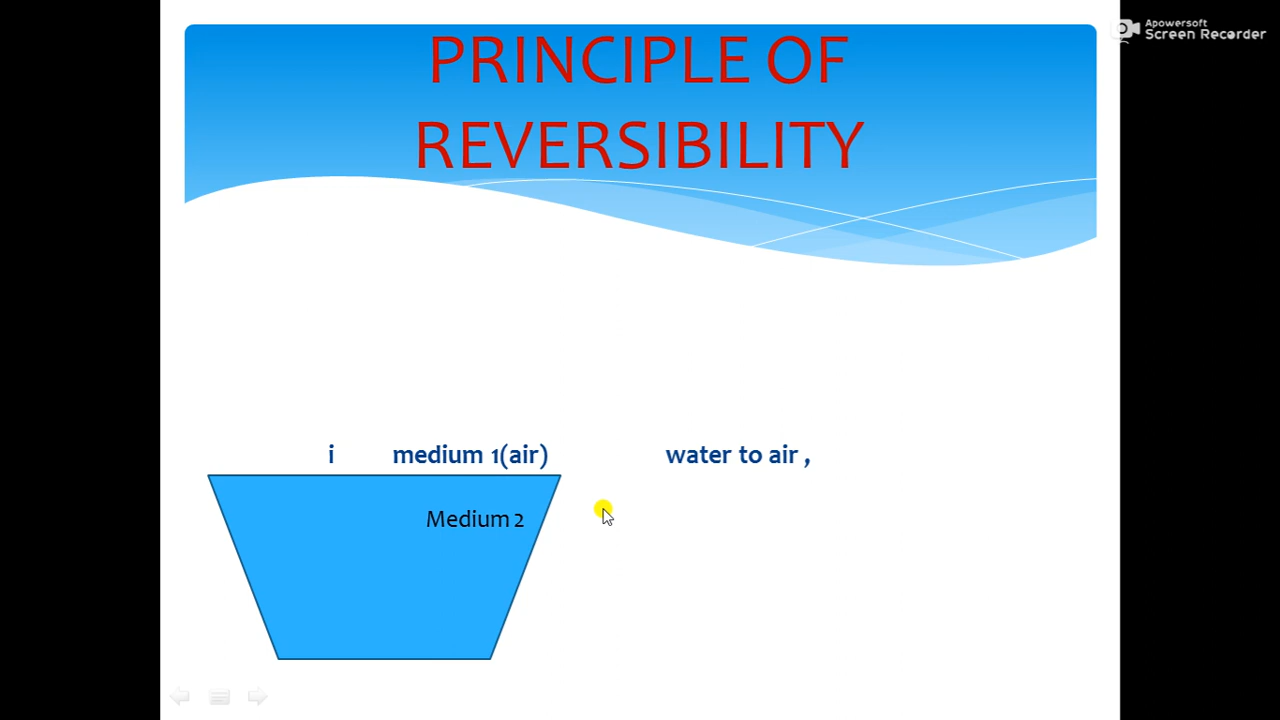 Apowersoft
Screen Recorder
PRINCIPLE OF
REVERSIBILITY
i medium 1(air) water to air ,
Medium 2